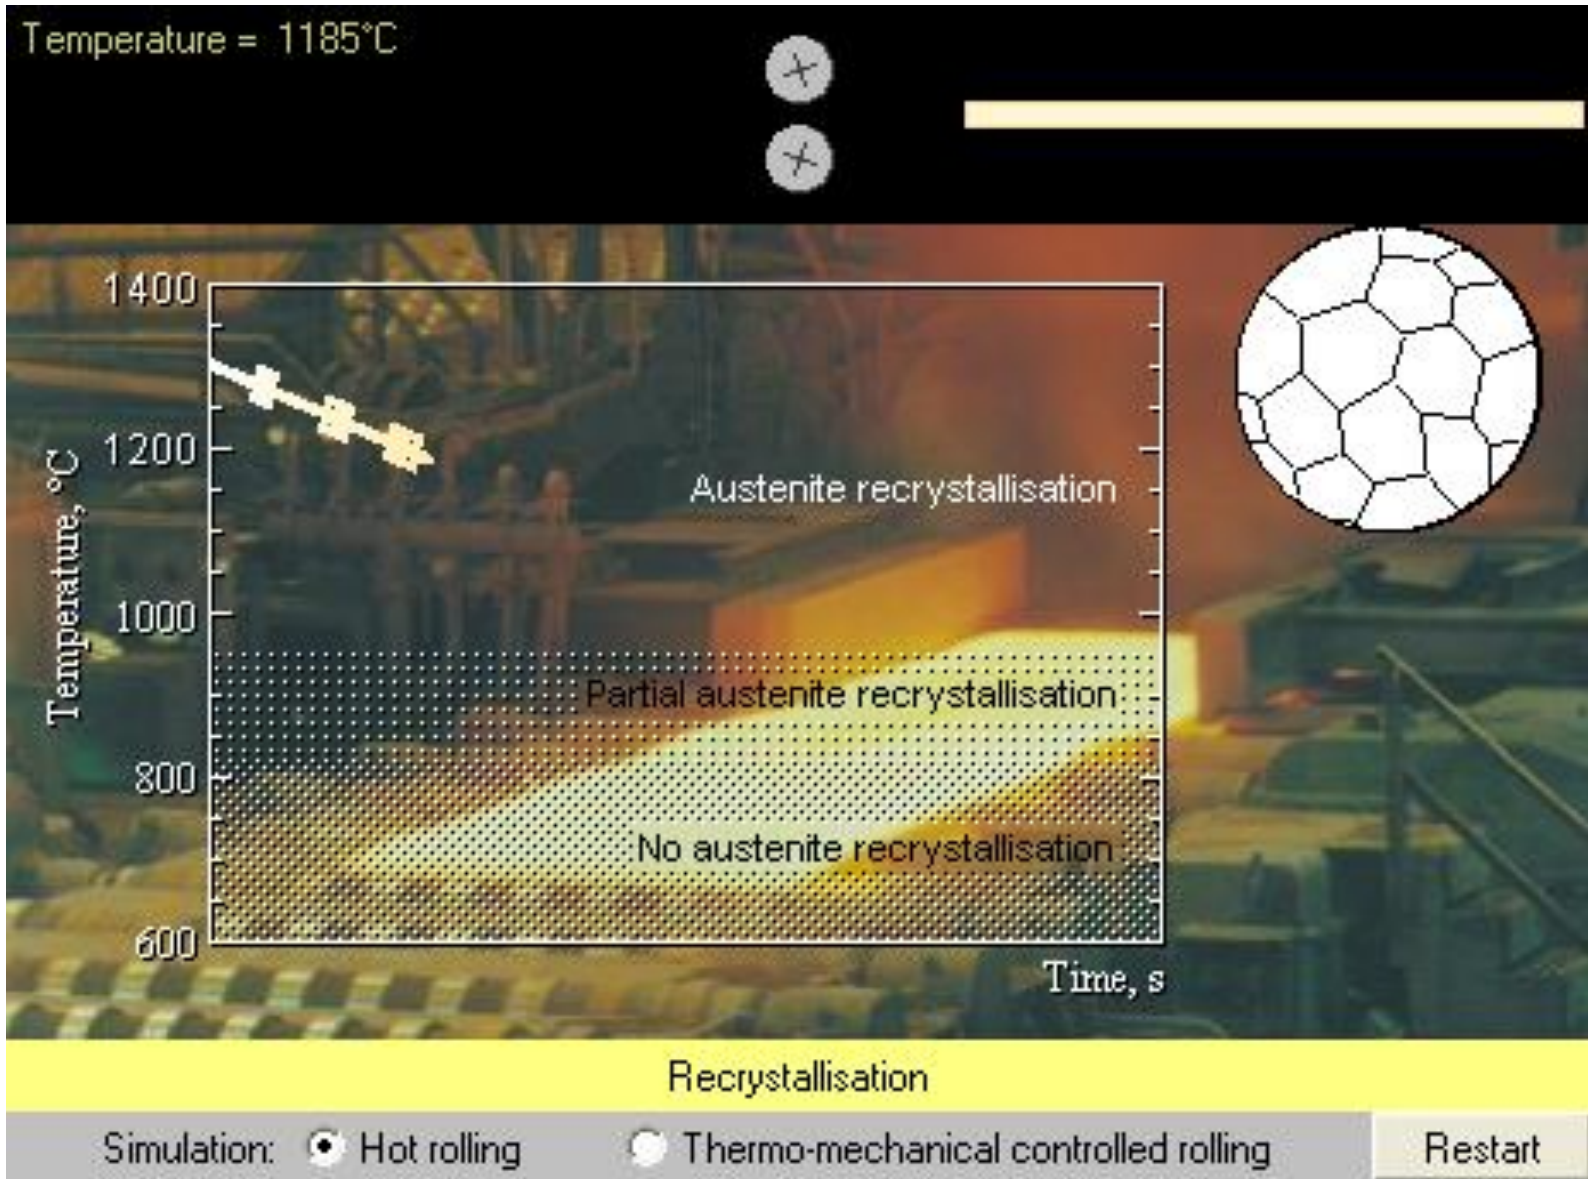 Temperature = 1185°C
1400
1200
1000
800
600
Temperature, °C
Austenite recrystallisation
Partial austenite recrystallisation
No austenite recrystallisation
Time, s
Recrystallisation
Simulation: Hot rolling Thermo-mechanical controlled rolling Restart